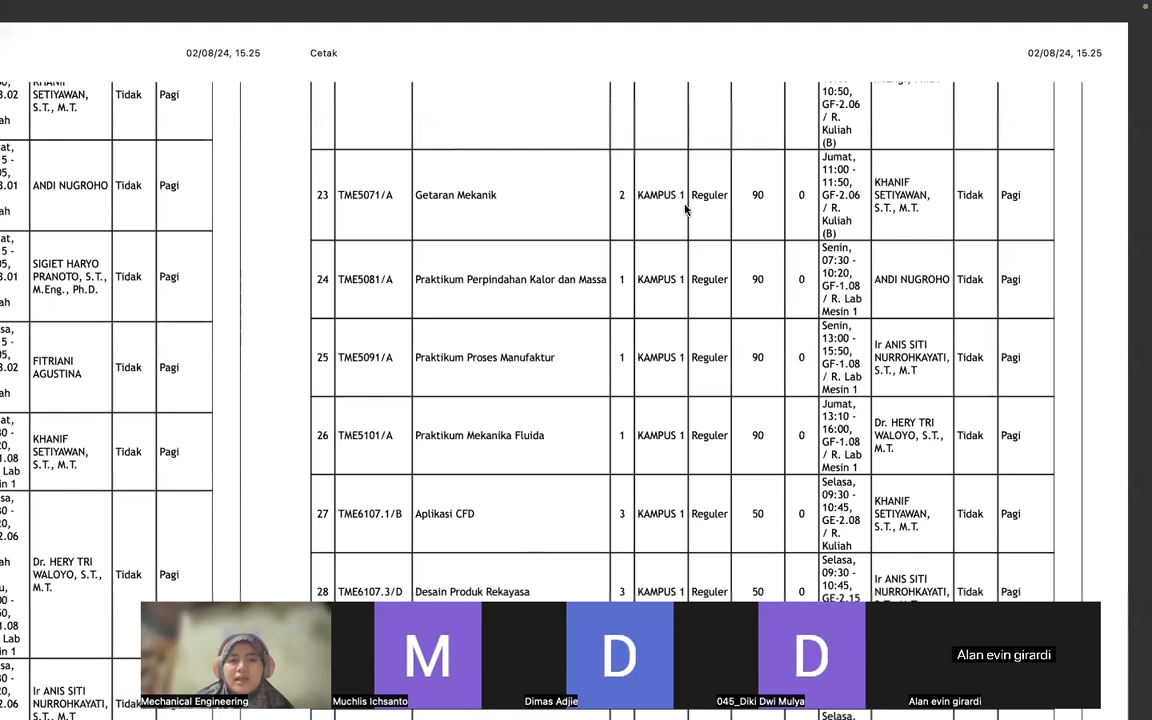 02/08/24, 15.25
Cetak
02/08/24, 15.25
SETIYAWAN,
S.T., M.T.
Tidak
Pagi
ANDI NUGROHO
Tidak
Pagi
SIGIET HARYO
PRANOTO, S.T.,
M.Eng., Ph.D.
Tidak
Pagi
FITRIANI
AGUSTINA
Tidak
Pagi
KHANIF
SETIYAWAN,
S.T., M.T.
Tidak
Pagi
Dr. HERY TRI
WALOYO, S.T.,
M.T.
Tidak
Pagi
Ir ANIS SITI
NURROHKAYATI,
Tidak
Pagi
10:50,
GF-2.06
/ R.
Kuliah
(B)
23
TME5071/A
Getaran Mekanik
2
KAMPUS 1
Reguler
90
0
Jumat,
11:00 -
11:50,
GF-2.06
/ R.
Kuliah
(B)
KHANIF
SETIYAWAN,
S.T., M.T.
Tidak
Pagi
24
TME5081/A
Praktikum Perpindahan Kalor dan Massa
1
KAMPUS 1
Reguler
90
0
Senin,
07:30 -
10:20,
GF-1.08
/ R. Lab
Mesin 1
ANDI NUGROHO
Tidak
Pagi
25
TME5091/A
Praktikum Proses Manufaktur
1
KAMPUS 1
Reguler
90
0
Senin,
13:00 -
15:50,
GF-1.08
/ R. Lab
Mesin 1
Ir ANIS SITI
NURROHKAYATI,
S.T., M.T
Tidak
Pagi
26
TME5101/A
Praktikum Mekanika Fluida
1
KAMPUS 1
Reguler
90
0
Jumat,
13:10 -
16:00,
GF-1.08
/ R. Lab
Mesin 1
Dr. HERY TRI
WALOYO, S.T.,
M.T.
Tidak
Pagi
27
TME6107.1/B
Aplikasi CFD
3
KAMPUS 1
Reguler
50
0
Selasa,
09:30 -
10:45,
GE-2.08
/ R.
Kuliah
KHANIF
SETIYAWAN,
S.T., M.T.
Tidak
Pagi
28
TME6107.3/D
Desain Produk Rekayasa
3
KAMPUS 1
Reguler
50
0
Selasa,
09:30 -
10:45,
GE-2.15
Ir ANIS SITI
NURROHKAYATI,
Tidak
Pagi
M
D
D
Alan evin girardi
Mechanical Engineering
Muchlis Ichsanto
Dimas Adjie
045_Diki Dwi Mulya
Alan evin girardi